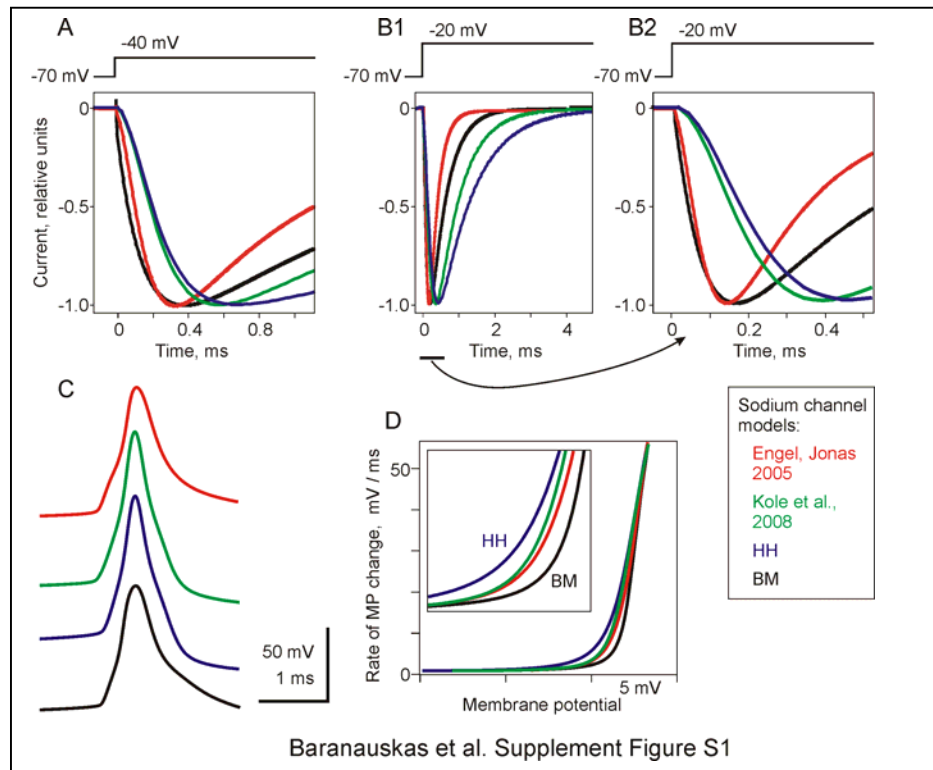 A
B1
B2
-40 mV
-20 mV
-20 mV
-70 mV
-70 mV
-70 mV
Current, relative units
0
-0.5
-1.0
0 0.4 0.8
Time, ms
0
-0.5
-1.0
0 2 4
Time, ms
0
-0.5
-1.0
0 0.2 0.4
Time, ms
C
50 mV
1 ms
D
Rate of MP change, mV / ms
50
0
HH
BM
5 mV
Membrane potential
Sodium channel
models:
Engel, Jonas
2005
Kole et al.,
2008
HH
BM
Baranauskas et al. Supplement Figure S1